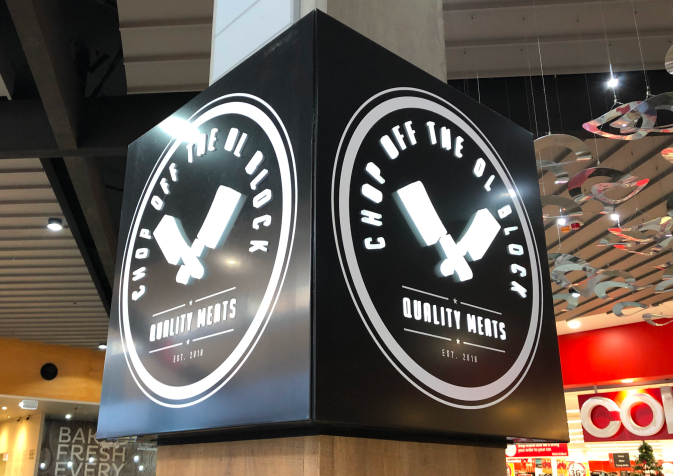 CHOP OFF THE OL BLOCK
QUALITY MEATS
EST. 2018
CHOP OFF THE OL BLOCK
QUALITY MEATS
EST. 2018
BAKED
FRESH
EVERY
CO